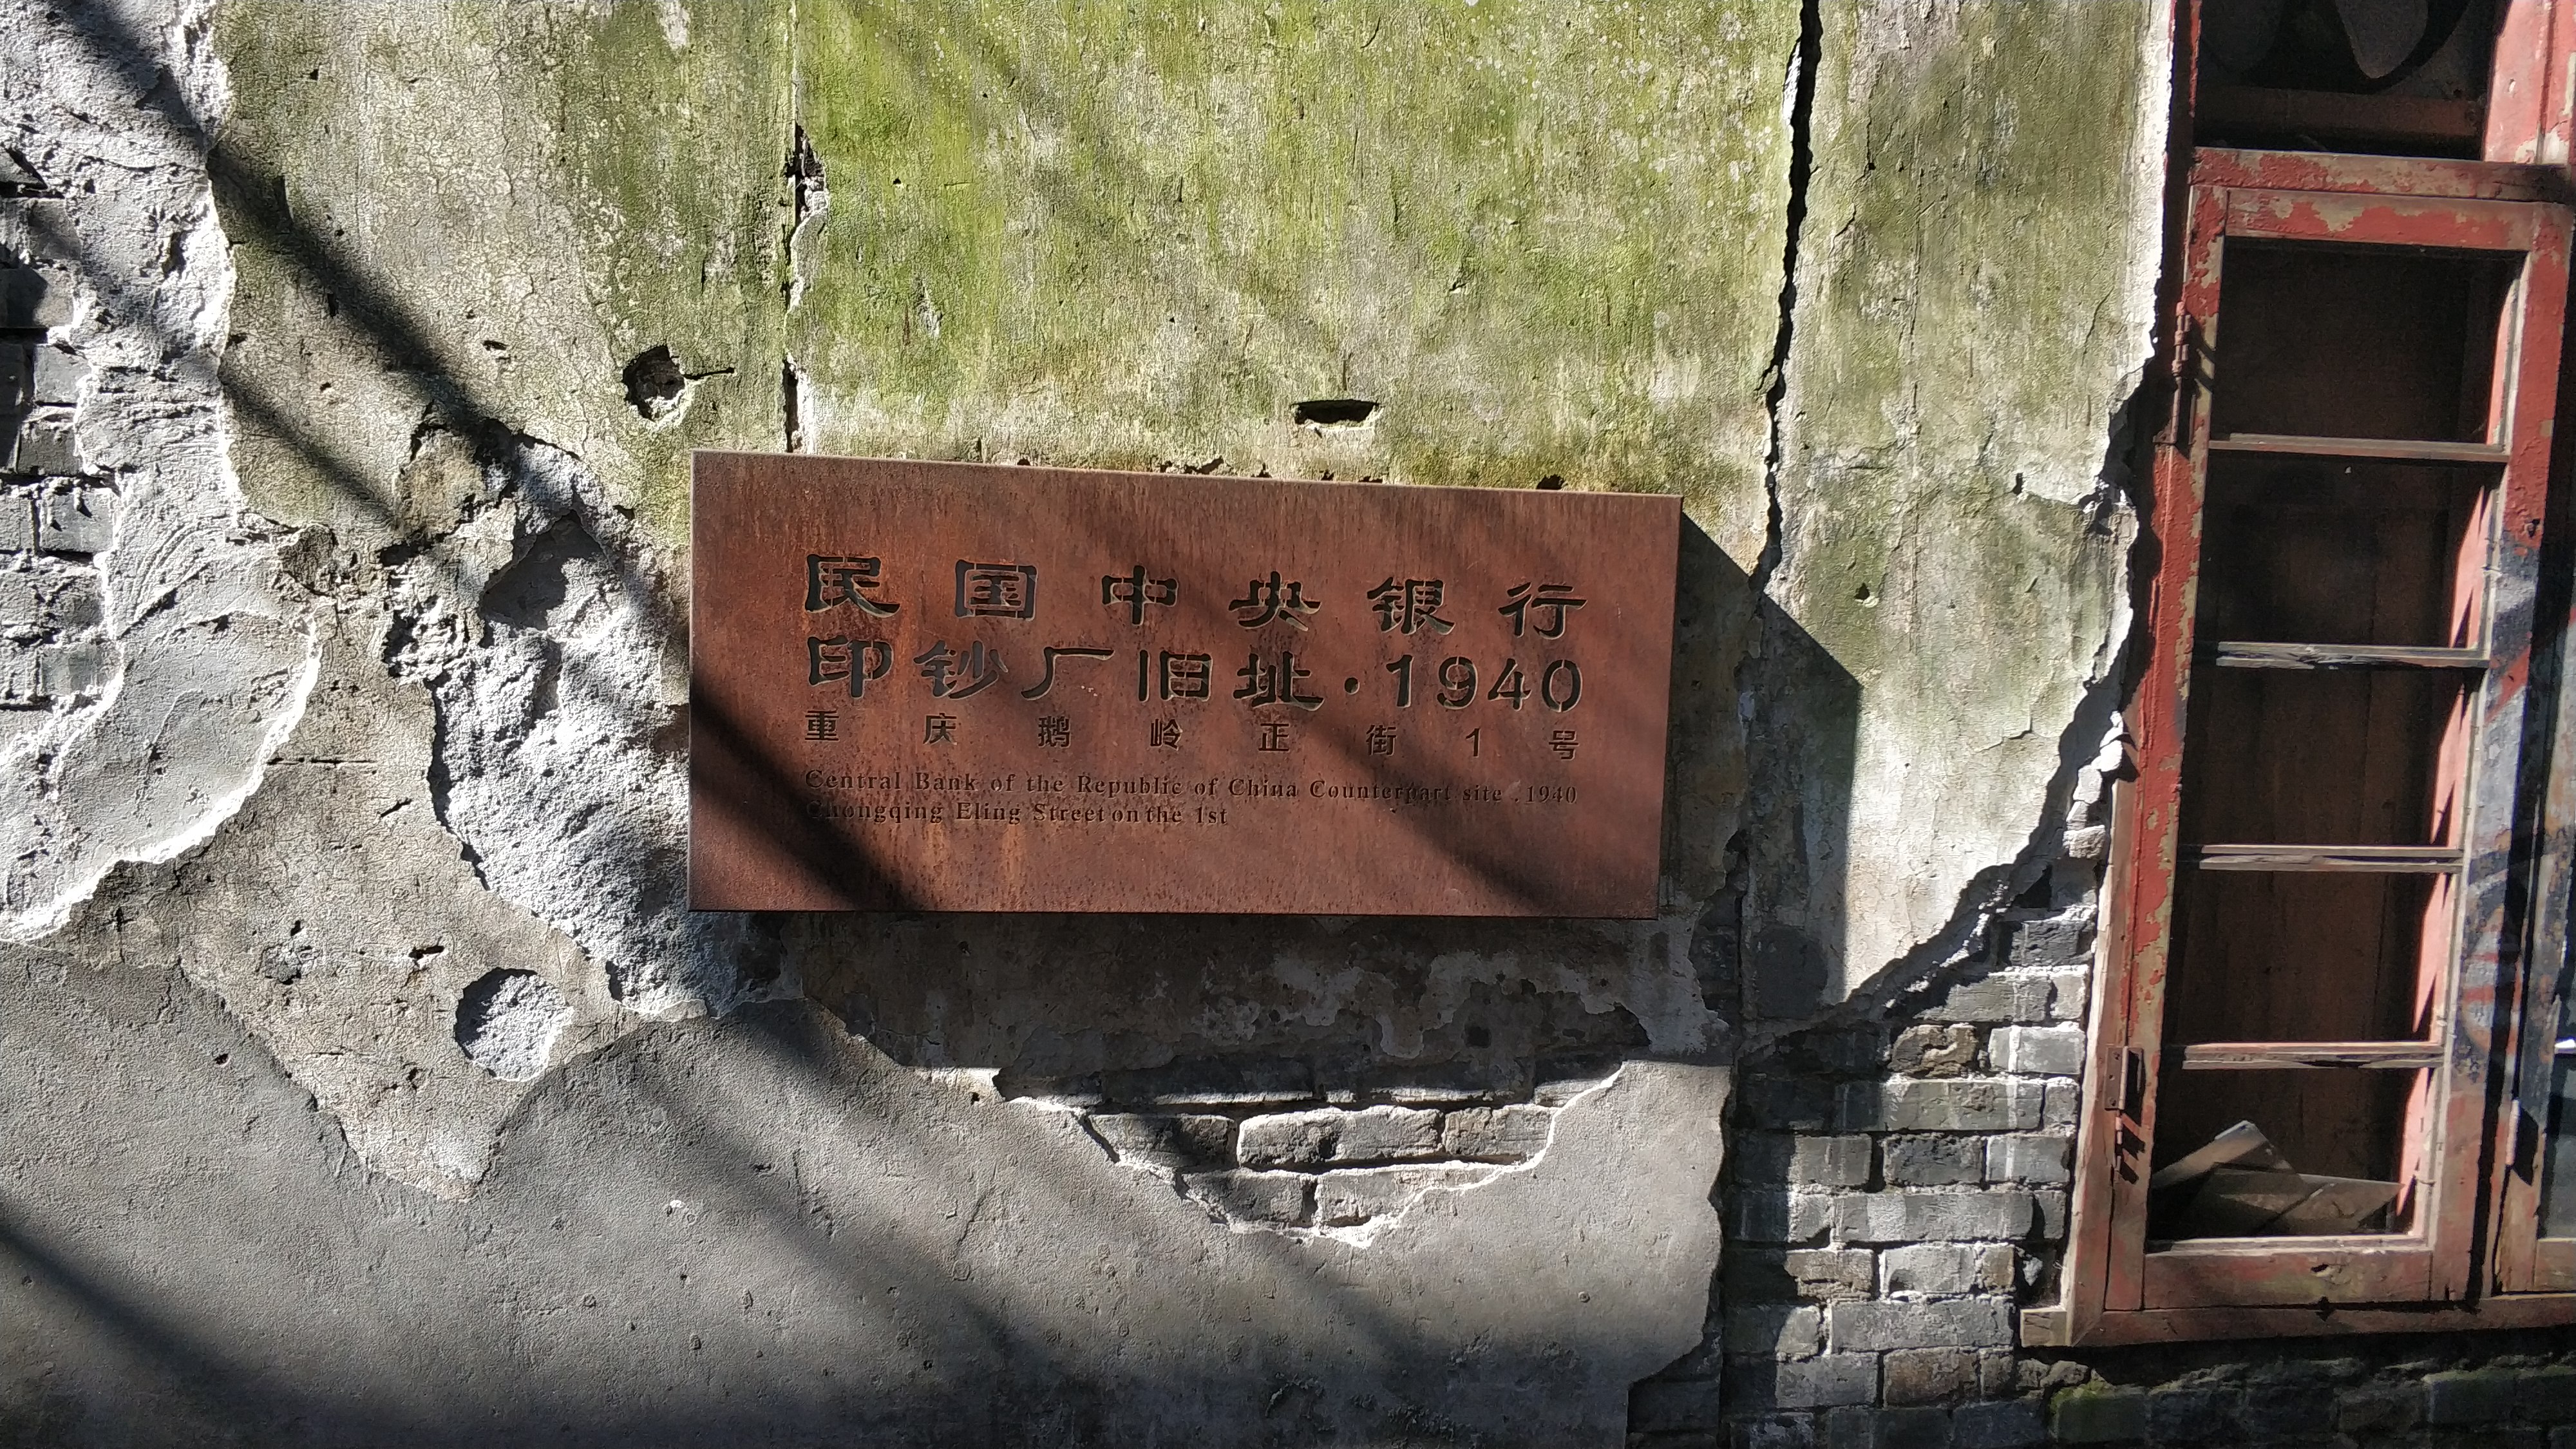 民国中央银行
印钞厂旧址·1940
重庆鹅岭正街1号
Central Bank of the Republic of China Counterpart site .1940
Chongqing Eling Street on the 1st